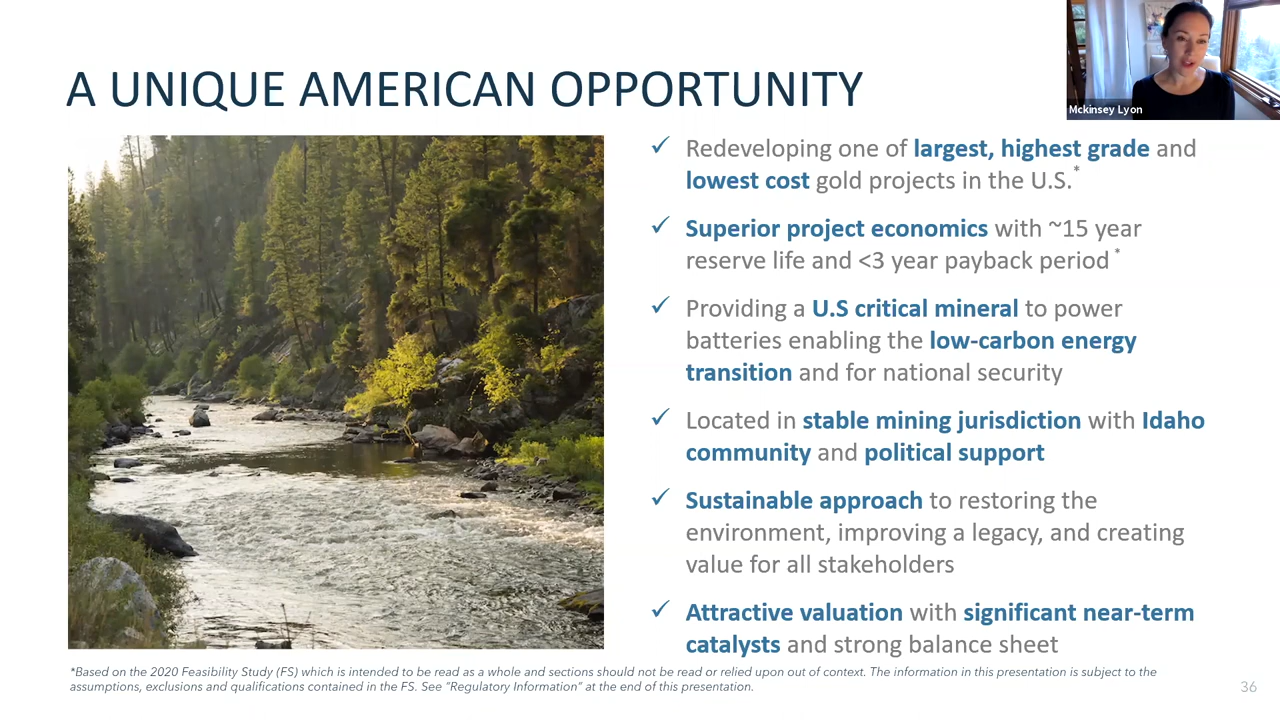 Mckinsey Lyon
A UNIQUE AMERICAN OPPORTUNITY
✓ Redeveloping one of largest, highest grade and
lowest cost gold projects in the U.S.*
✓ Superior project economics with ~15 year
reserve life and <3 year payback period *
✓ Providing a U.S critical mineral to power
batteries enabling the low-carbon energy
transition and for national security
✓ Located in stable mining jurisdiction with Idaho
community and political support
✓ Sustainable approach to restoring the
environment, improving a legacy, and creating
value for all stakeholders
✓ Attractive valuation with significant near-term
catalysts and strong balance sheet
*Based on the 2020 Feasibility Study (FS) which is intended to be read as a whole and sections should not be read or relied upon out of context. The information in this presentation is subject to the
assumptions, exclusions and qualifications contained in the FS. See "Regulatory Information" at the end of this presentation.
36